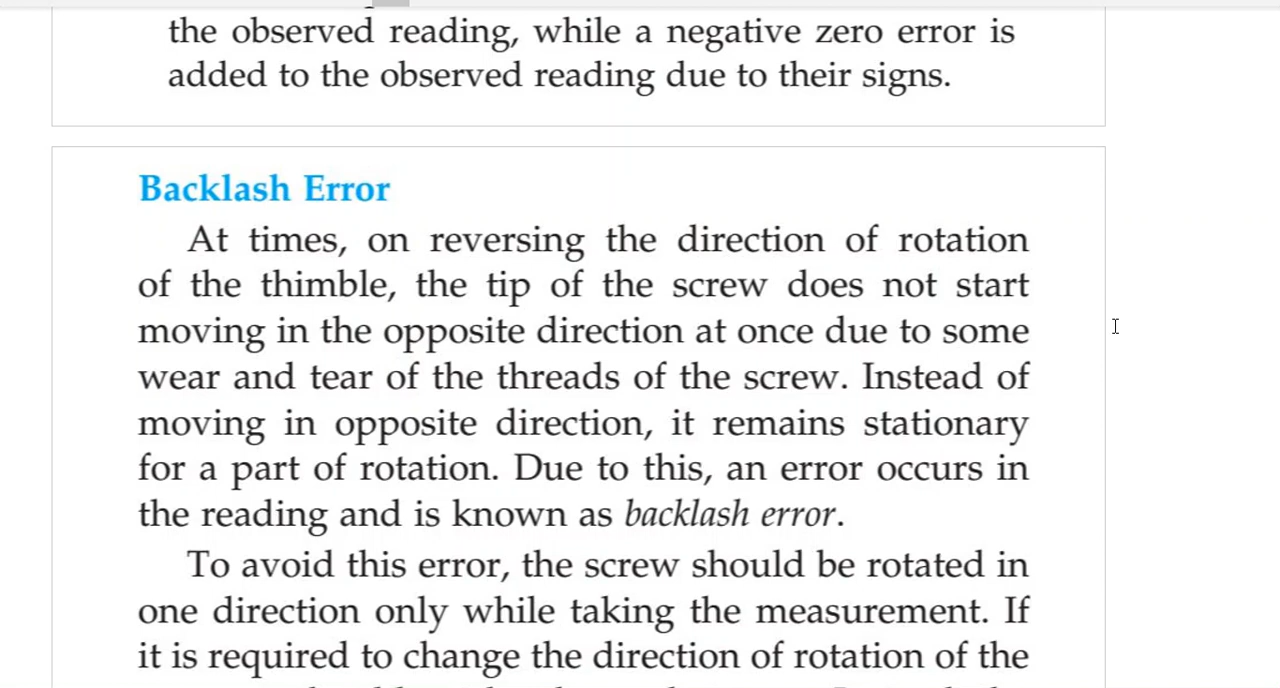 the observed reading, while a negative zero error is
added to the observed reading due to their signs.
Backlash Error
At times, on reversing the direction of rotation
of the thimble, the tip of the screw does not start
moving in the opposite direction at once due to some
wear and tear of the threads of the screw. Instead of
moving in opposite direction, it remains stationary
for a part of rotation. Due to this, an error occurs in
the reading and is known as backlash error.
To avoid this error, the screw should be rotated in
one direction only while taking the measurement. If
it is required to change the direction of rotation of the